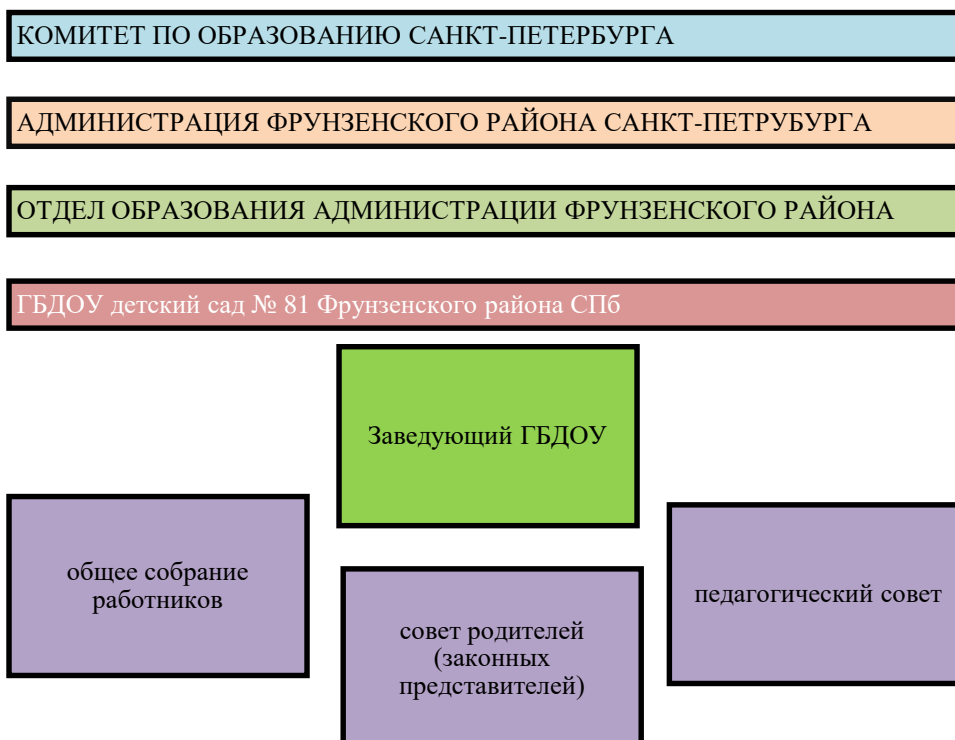 КОМИТЕТ ПО ОБРАЗОВАНИЮ САНКТ-ПЕТЕРБУРГА
АДМИНИСТРАЦИЯ ФРУНЗЕНСКОГО РАЙОНА САНКТ-ПЕТРУБУРГА
ОТДЕЛ ОБРАЗОВАНИЯ АДМИНИСТРАЦИИ ФРУНЗЕНСКОГО РАЙОНА
ГБДОУ детский сад № 81 Фрунзенского района СПб
Заведующий ГБДОУ
общее собрание
работников
совет родителей
(законных
представителей)
педагогический совет